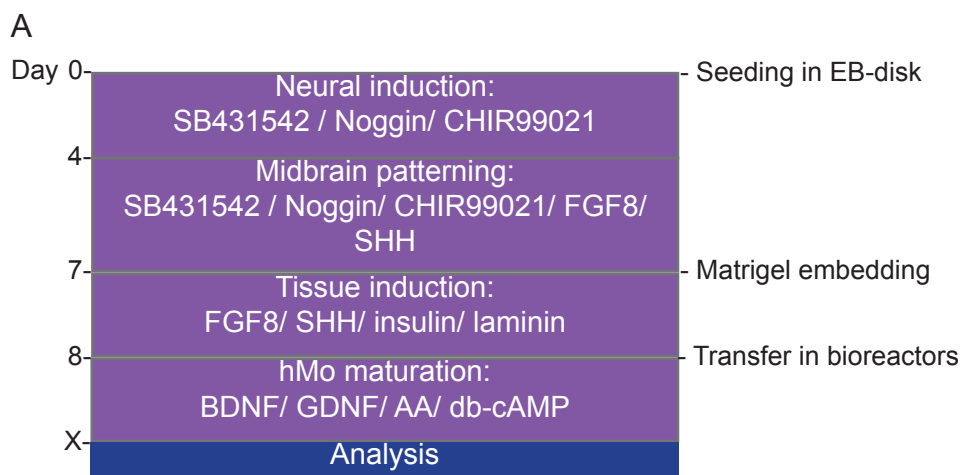 A
Day 0- - Seeding in EB-disk
Neural induction:
SB431542 / Noggin/ CHIR99021
4-
Midbrain patterning:
SB431542 / Noggin/ CHIR99021/ FGF8/
SHH
7- - Matrigel embedding
Tissue induction:
FGF8/ SHH/ insulin/ laminin
8- - Transfer in bioreactors
hMo maturation:
BDNF/ GDNF/ AA/ db-cAMP
X-
Analysis